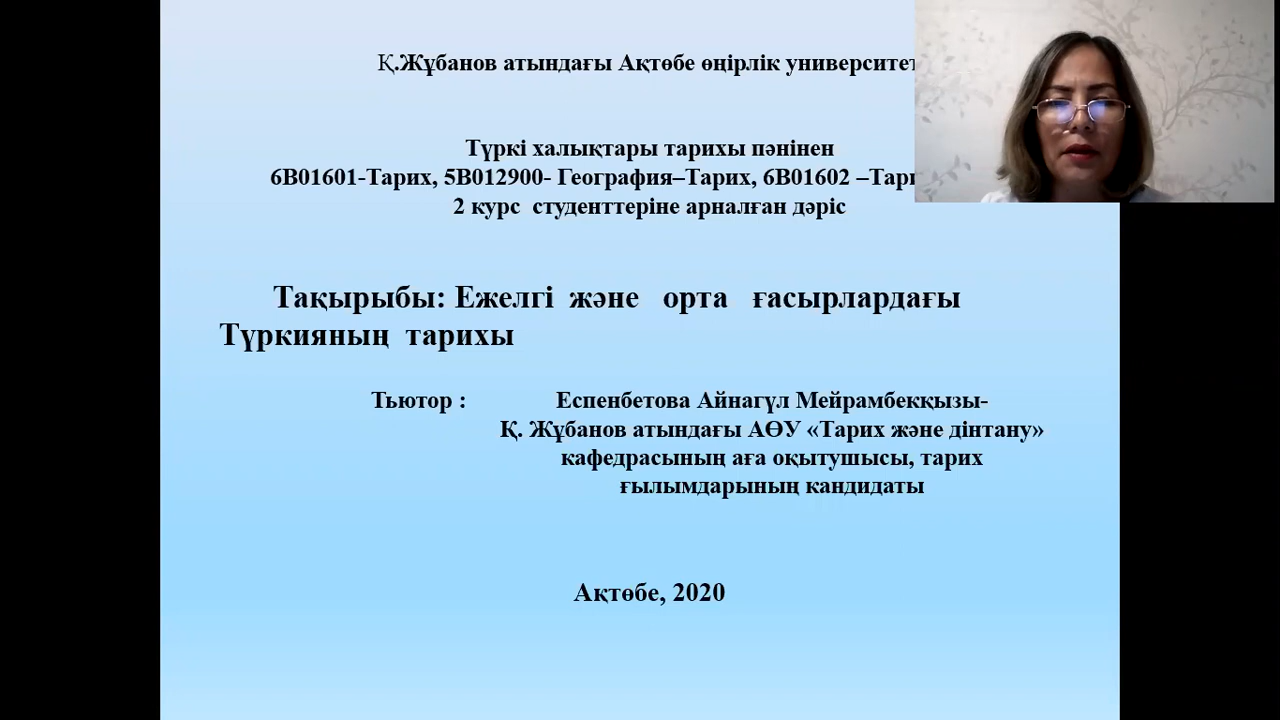 Қ.Жұбанов атындағы Ақтөбе өңірлік университет
Түркі халықтары тарихы пәнінен
6В01601-Тарих, 5В012900- География–Тарих, 6В01602 –Тари
2 курс студенттеріне арналған дәріс
Тақырыбы: Ежелгі және орта ғасырлардағы
Түркияның тарихы
Тьютор : Еспенбетова Айнагүл Мейрамбекқызы-
Қ. Жұбанов атындағы АӨУ «Тарих және дінтану»
кафедрасының аға оқытушысы, тарих
ғылымдарының кандидаты
Ақтөбе, 2020